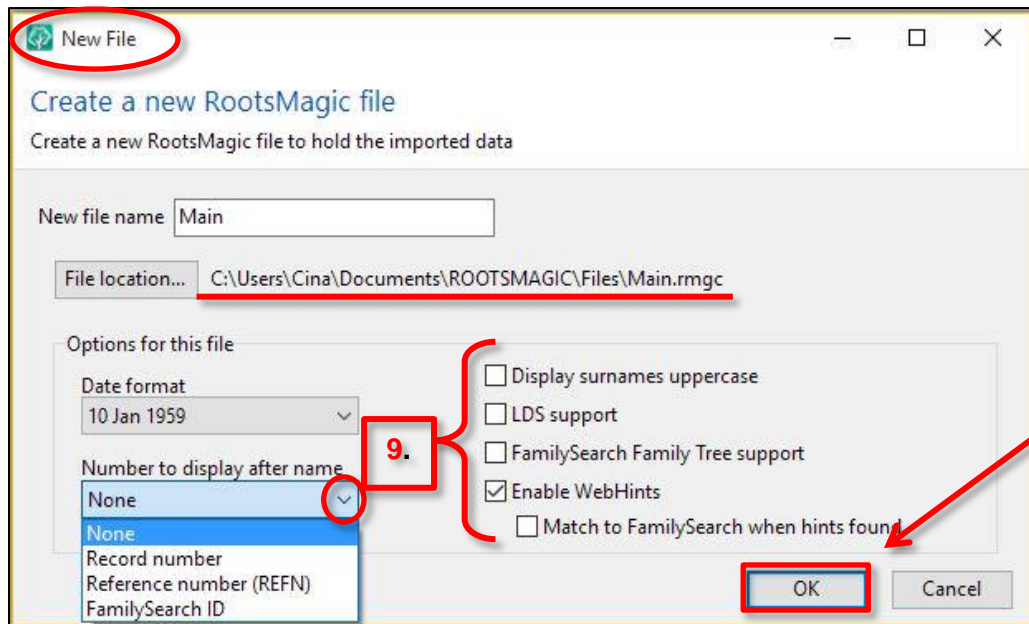 New File
Create a new RootsMagic file
Create a new RootsMagic file to hold the imported data
New file name Main
File location... C:\Users\Cina\Documents\ROOTSMAGIC\Files\Main.rmgc
Options for this file
Date format
10 Jan 1959
Number to display after name
None
None
Record number
Reference number (REFN)
FamilySearch ID
9.
Display surnames uppercase
LDS support
FamilySearch Family Tree support
Enable WebHints
Match to FamilySearch when hints found
OK Cancel